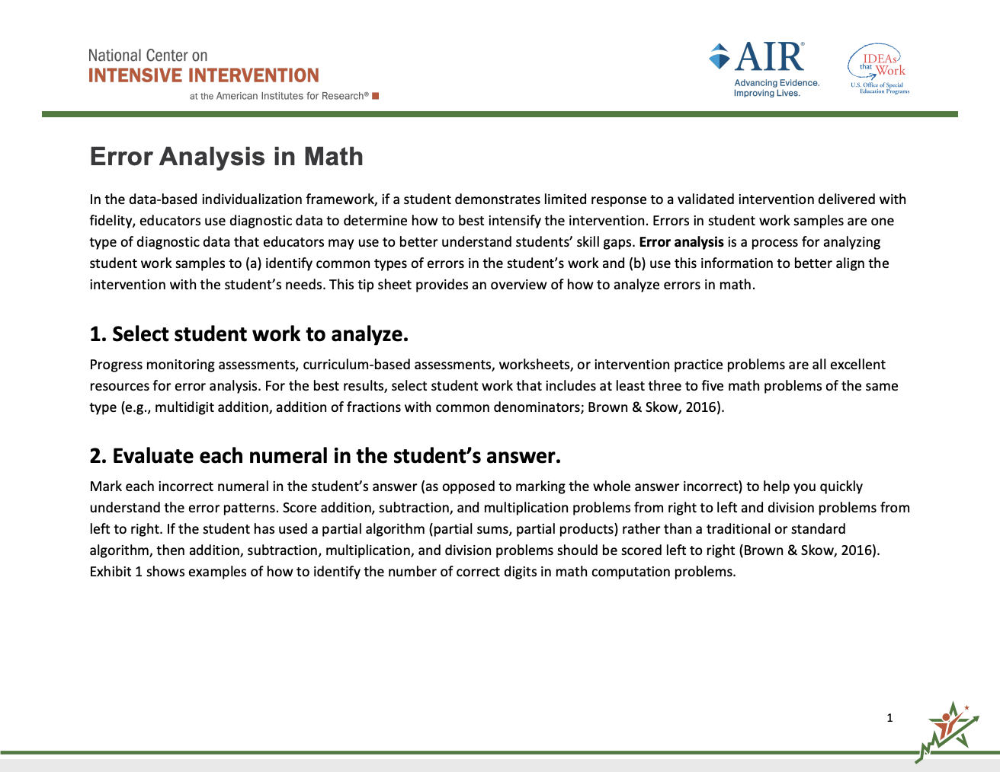 National Center on
INTENSIVE INTERVENTION
at the American Institutes for Research®
AIR®
Advancing Evidence.
Improving Lives.
IDEAs
that Work
U.S. Office of Special
Education Programs
Error Analysis in Math
In the data-based individualization framework, if a student demonstrates limited response to a validated intervention delivered with
fidelity, educators use diagnostic data to determine how to best intensify the intervention. Errors in student work samples are one
type of diagnostic data that educators may use to better understand students’ skill gaps. Error analysis is a process for analyzing
student work samples to (a) identify common types of errors in the student’s work and (b) use this information to better align the
intervention with the student’s needs. This tip sheet provides an overview of how to analyze errors in math.
1. Select student work to analyze.
Progress monitoring assessments, curriculum-based assessments, worksheets, or intervention practice problems are all excellent
resources for error analysis. For the best results, select student work that includes at least three to five math problems of the same
type (e.g., multidigit addition, addition of fractions with common denominators; Brown & Skow, 2016).
2. Evaluate each numeral in the student’s answer.
Mark each incorrect numeral in the student’s answer (as opposed to marking the whole answer incorrect) to help you quickly
understand the error patterns. Score addition, subtraction, and multiplication problems from right to left and division problems from
left to right. If the student has used a partial algorithm (partial sums, partial products) rather than a traditional or standard
algorithm, then addition, subtraction, multiplication, and division problems should be scored left to right (Brown & Skow, 2016).
Exhibit 1 shows examples of how to identify the number of correct digits in math computation problems.
1